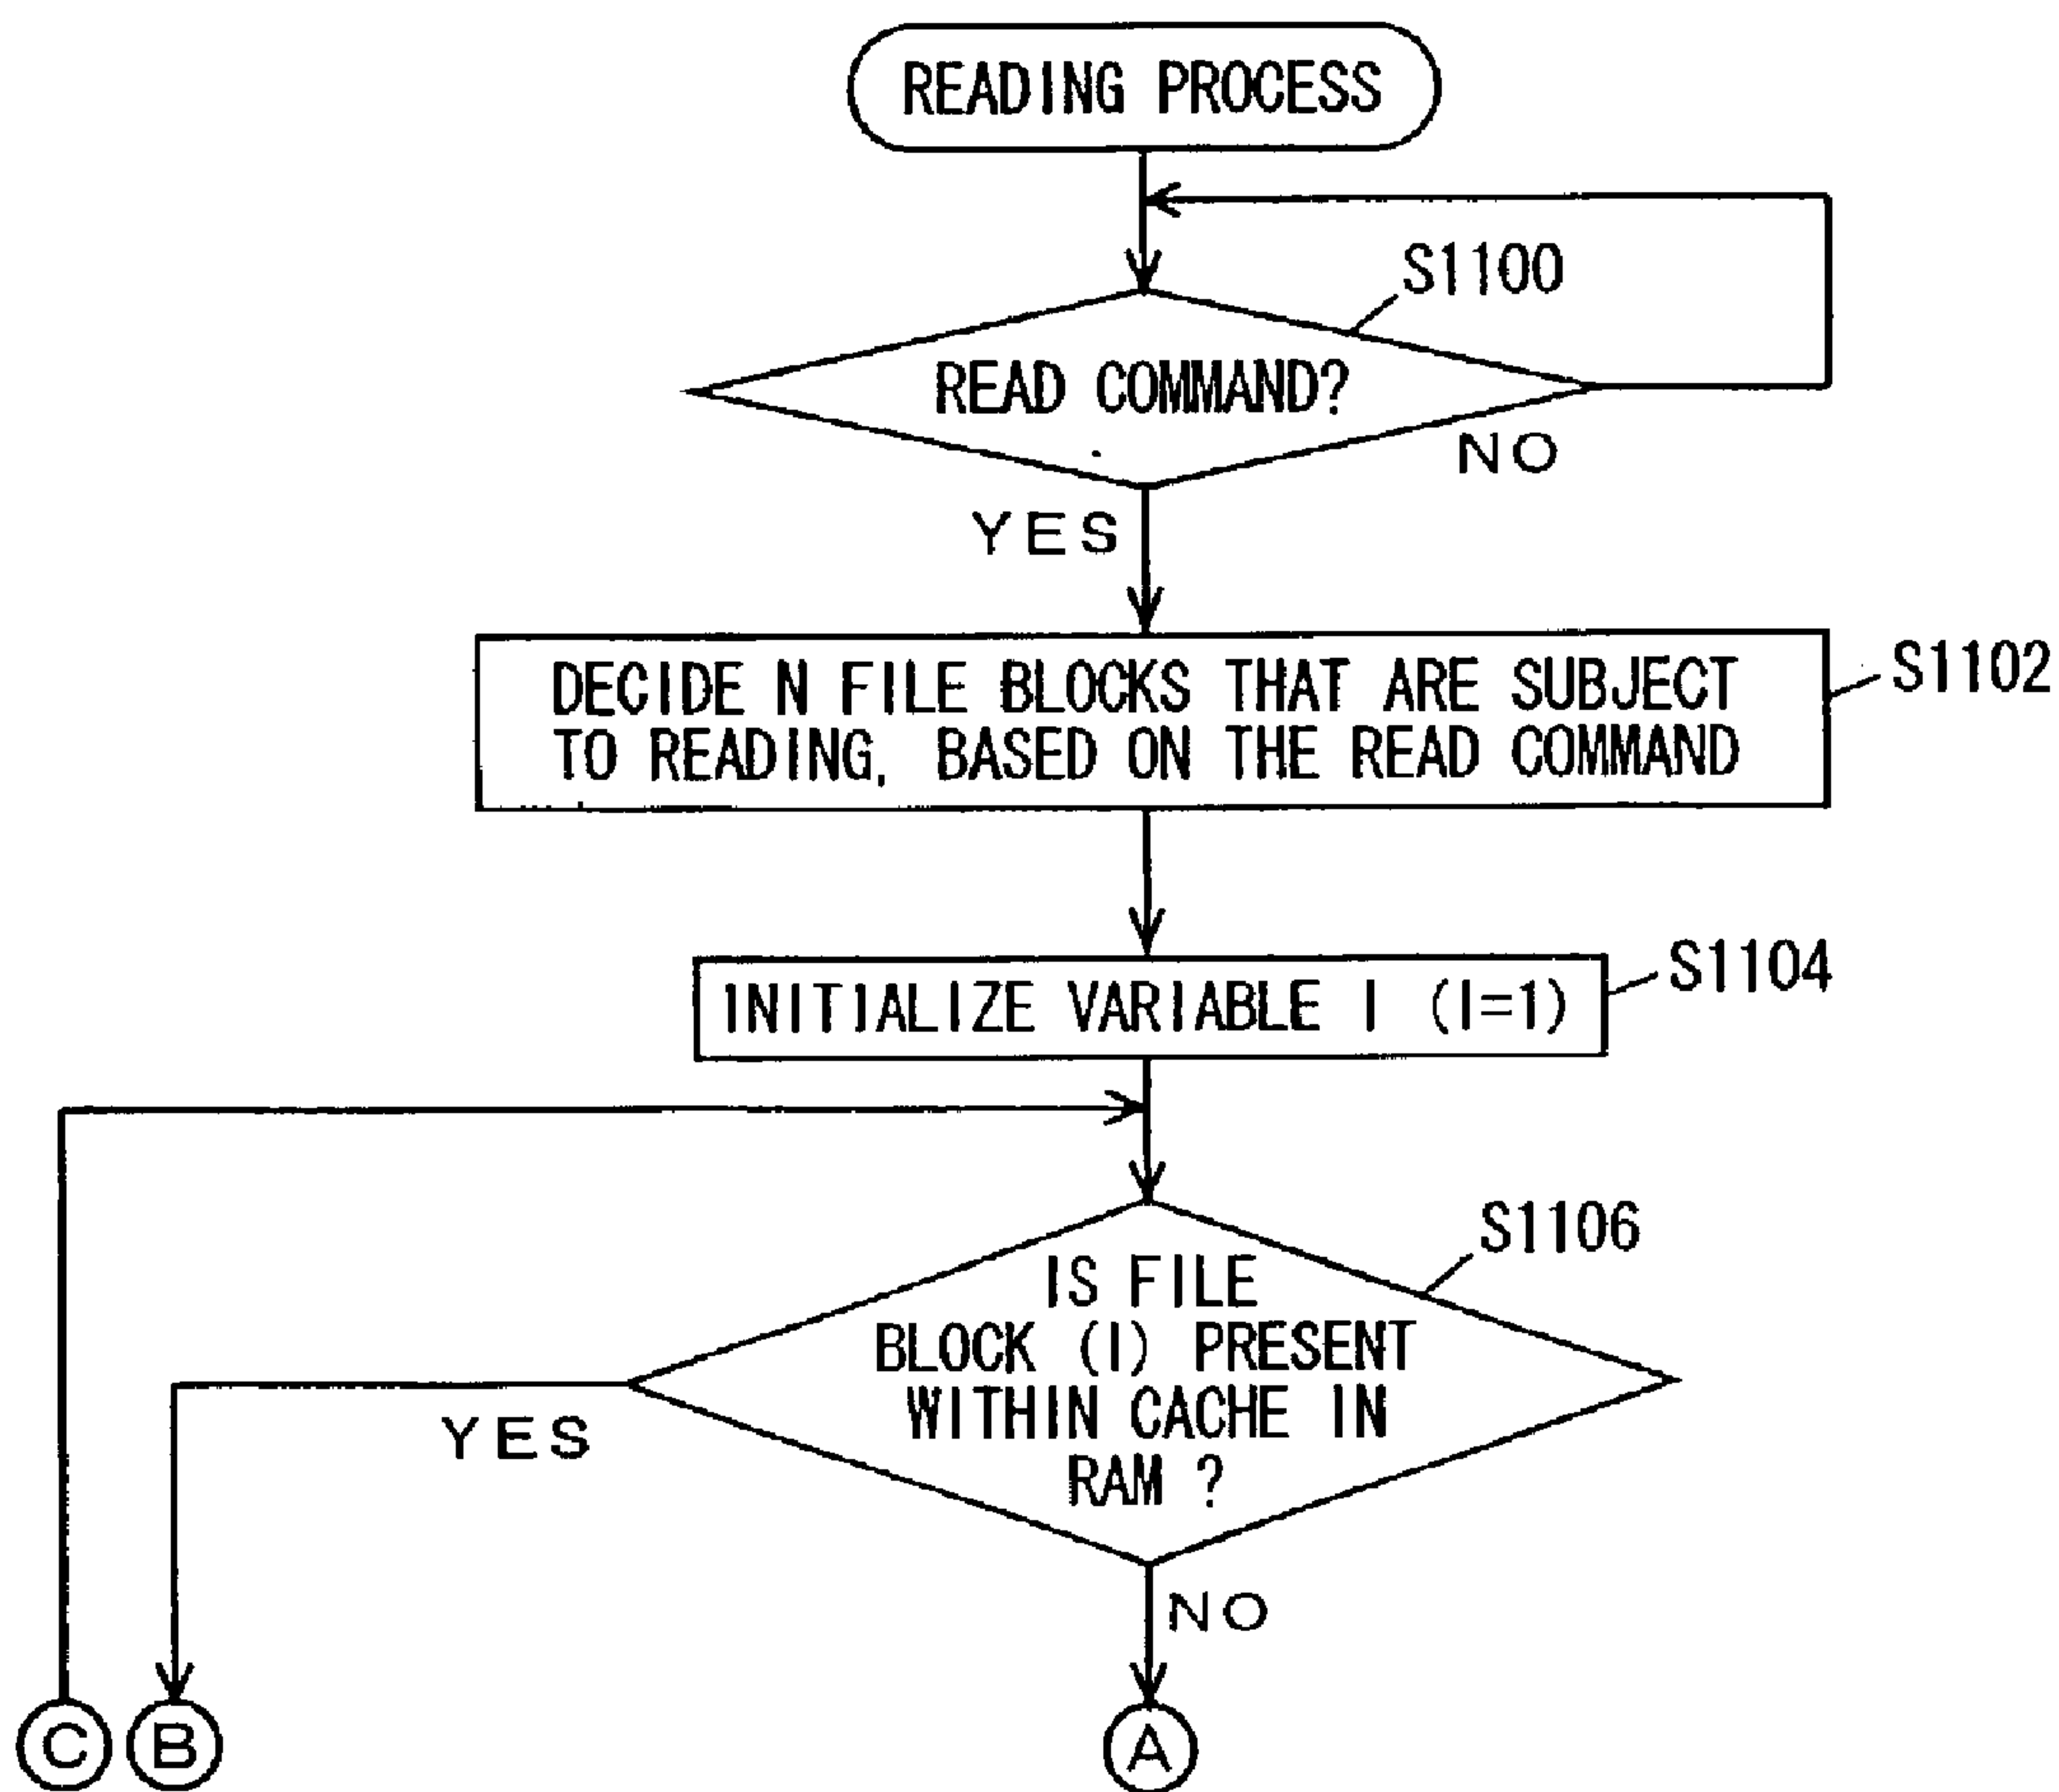 READING PROCESS
S1100
READ COMMAND?
NO
YES
DECIDE N FILE BLOCKS THAT ARE SUBJECT
TO READING, BASED ON THE READ COMMAND
S1102
INITIALIZE VARIABLE I (I=1)
S1104
S1106
IS FILE
BLOCK (I) PRESENT
WITHIN CACHE IN
RAM ?
YES
NO
C
B
A